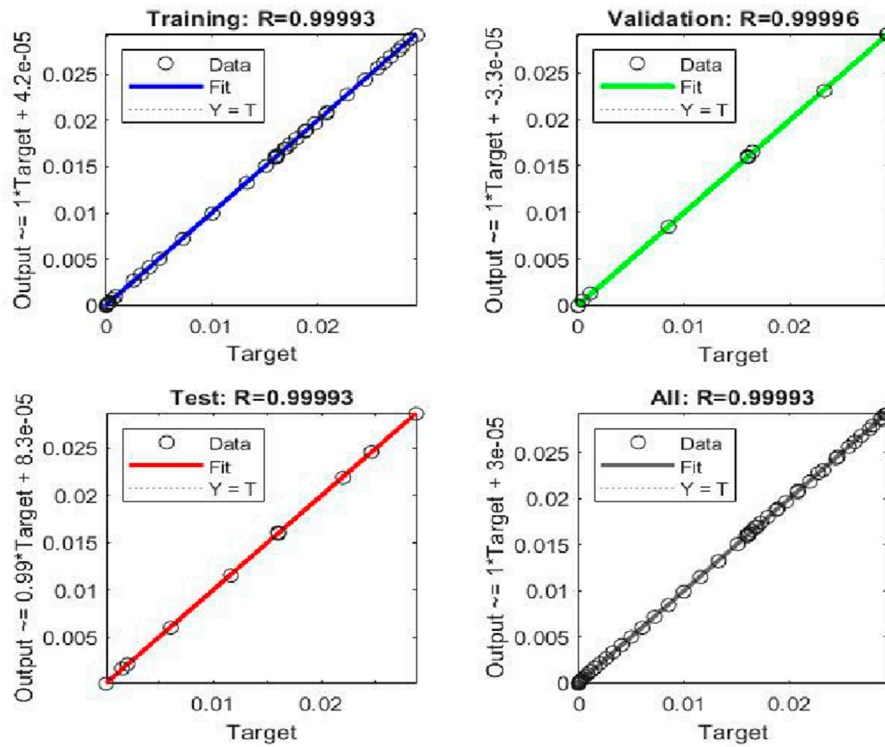 Training: R=0.99993
Output ~= 1*Target + 4.2e-05
0.025
0.02
0.015
0.01
0.005
0
Data
Fit
Y = T
0.01
0.02
Target
Validation: R=0.99996
Output ~= 1*Target + -3.3e-05
0.025
0.02
0.015
0.01
0.005
0
Data
Fit
Y = T
0
0.01
0.02
Target
Test: R=0.99993
Output ~= 0.99*Target + 8.3e-05
0.025
0.02
0.015
0.01
0.005
Data
Fit
Y = T
0.01
0.02
Target
All: R=0.99993
Output ~= 1*Target + 3e-05
0.025
0.02
0.015
0.01
0.005
0
Data
Fit
Y = T
0
0.01
0.02
Target